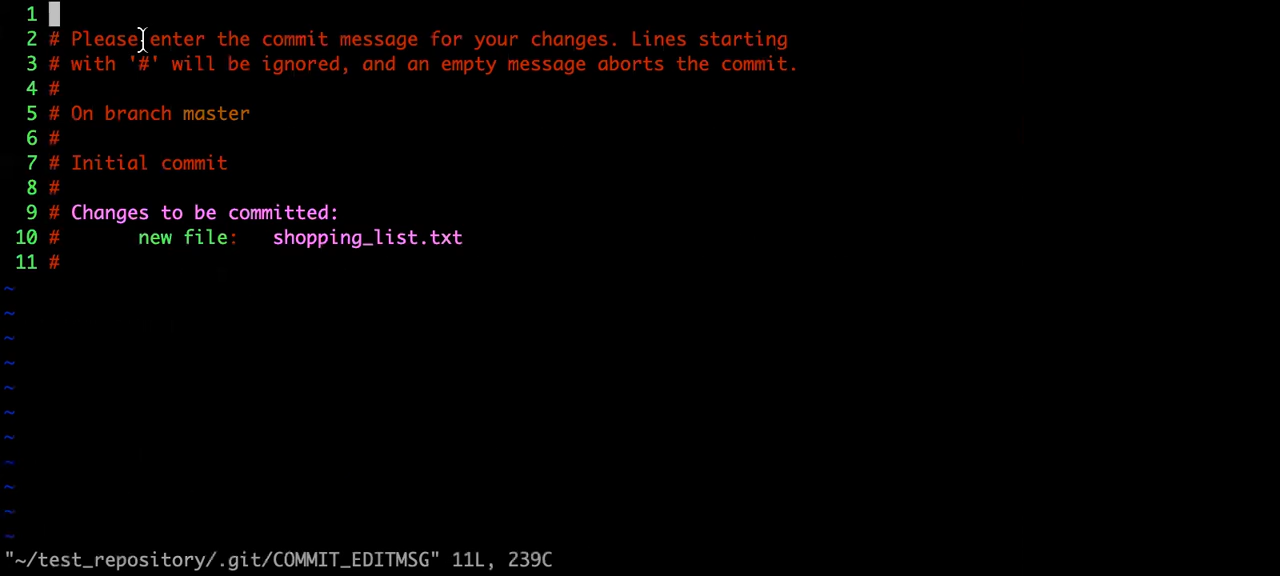 1
2 # Please enter the commit message for your changes. Lines starting
3 # with '#' will be ignored, and an empty message aborts the commit.
4 #
5 # On branch master
6 #
7 # Initial commit
8 #
9 # Changes to be committed:
10 #       new file:   shopping_list.txt
11 #
~
~
~
~
~
~
~
~
~
~
~
"~/test_repository/.git/COMMIT_EDITMSG" 11L, 239C